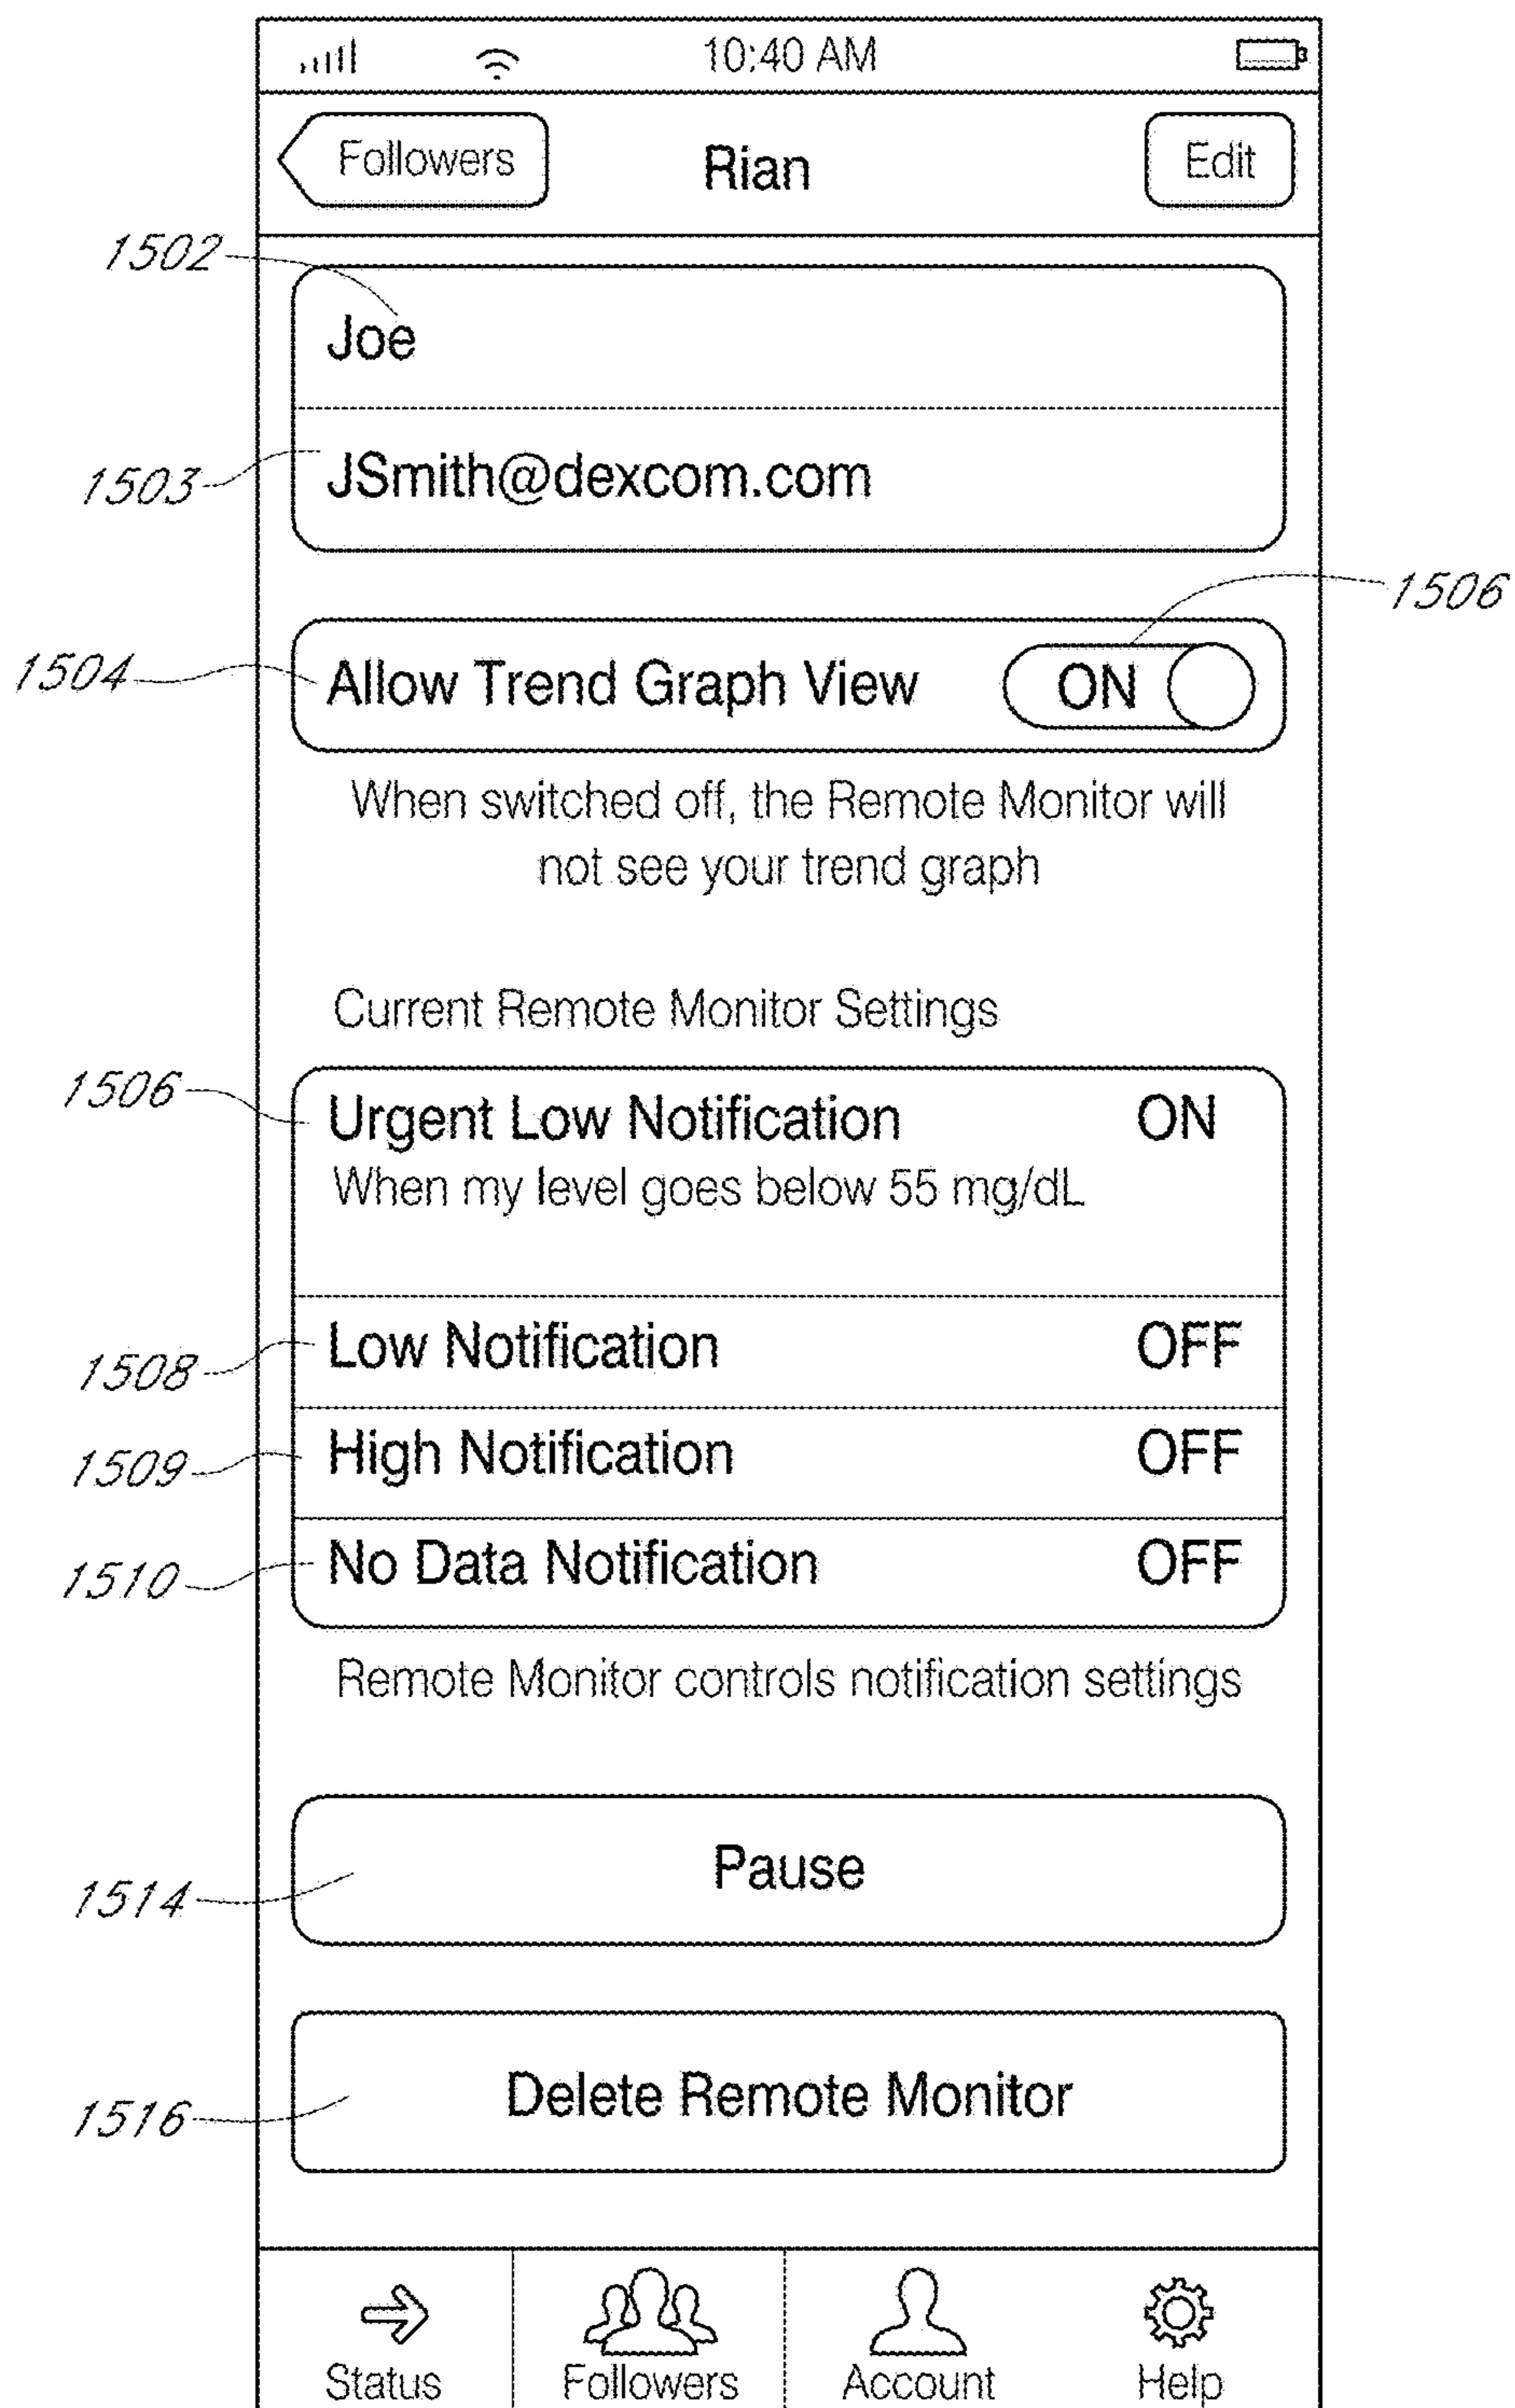 10:40 AM
Followers
Rian
Edit
1502
Joe
1503
JSmith@dexcom.com
1506
1504
Allow Trend Graph View
ON
When switched off, the Remote Monitor will
not see your trend graph
Current Remote Monitor Settings
1506
Urgent Low Notification
ON
When my level goes below 55 mg/dL
1508
Low Notification
OFF
1509
High Notification
OFF
1510
No Data Notification
OFF
Remote Monitor controls notification settings
1514
Pause
1516
Delete Remote Monitor
Status
Followers
Account
Help